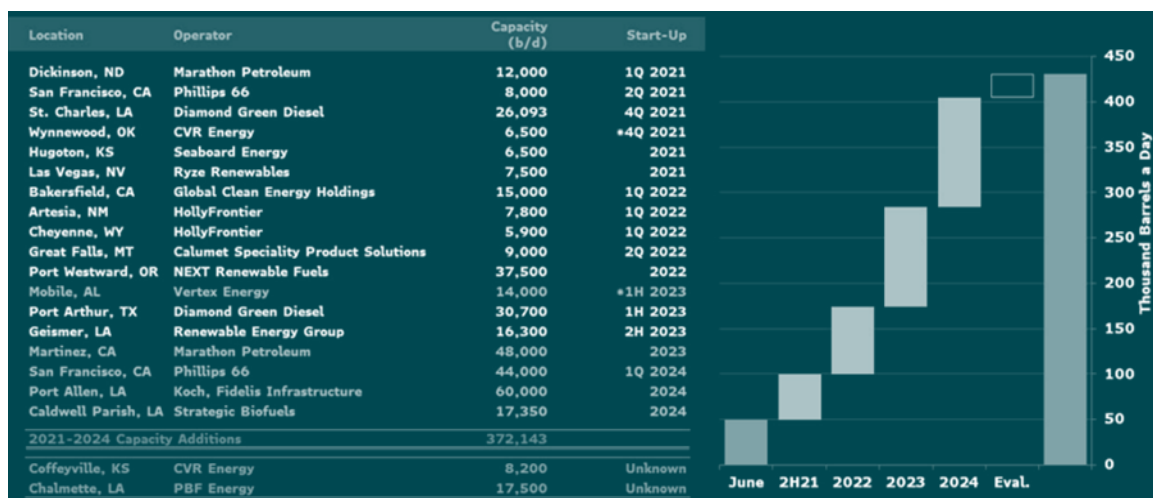 Location Operator Capacity (b/d) Start-Up
Dickinson, ND Marathon Petroleum 12,000 1Q 2021
San Francisco, CA Phillips 66 8,000 2Q 2021
St. Charles, LA Diamond Green Diesel 26,093 4Q 2021
Wynnewood, OK CVR Energy 6,500 *4Q 2021
Hugoton, KS Seaboard Energy 6,500 2021
Las Vegas, NV Ryze Renewables 7,500 2021
Bakersfield, CA Global Clean Energy Holdings 15,000 1Q 2022
Artesia, NM HollyFrontier 7,800 1Q 2022
Cheyenne, WY HollyFrontier 5,900 1Q 2022
Great Falls, MT Calumet Speciality Product Solutions 9,000 2Q 2022
Port Westward, OR NEXT Renewable Fuels 37,500 2022
Mobile, AL Vertex Energy 14,000 *1H 2023
Port Arthur, TX Diamond Green Diesel 30,700 1H 2023
Geismer, LA Renewable Energy Group 16,300 2H 2023
Martinez, CA Marathon Petroleum 48,000 2023
San Francisco, CA Phillips 66 44,000 1Q 2024
Port Allen, LA Koch, Fidelis Infrastructure 60,000 2024
Caldwell Parish, LA Strategic Biofuels 17,350 2024
2021-2024 Capacity Additions 372,143
Coffeyville, KS CVR Energy 8,200 Unknown
Chalmette, LA PBF Energy 17,500 Unknown
450
400
350
300
250
200
150
100
50
0
Thousand Barrels a Day
June 2H21 2022 2023 2024 Eval.